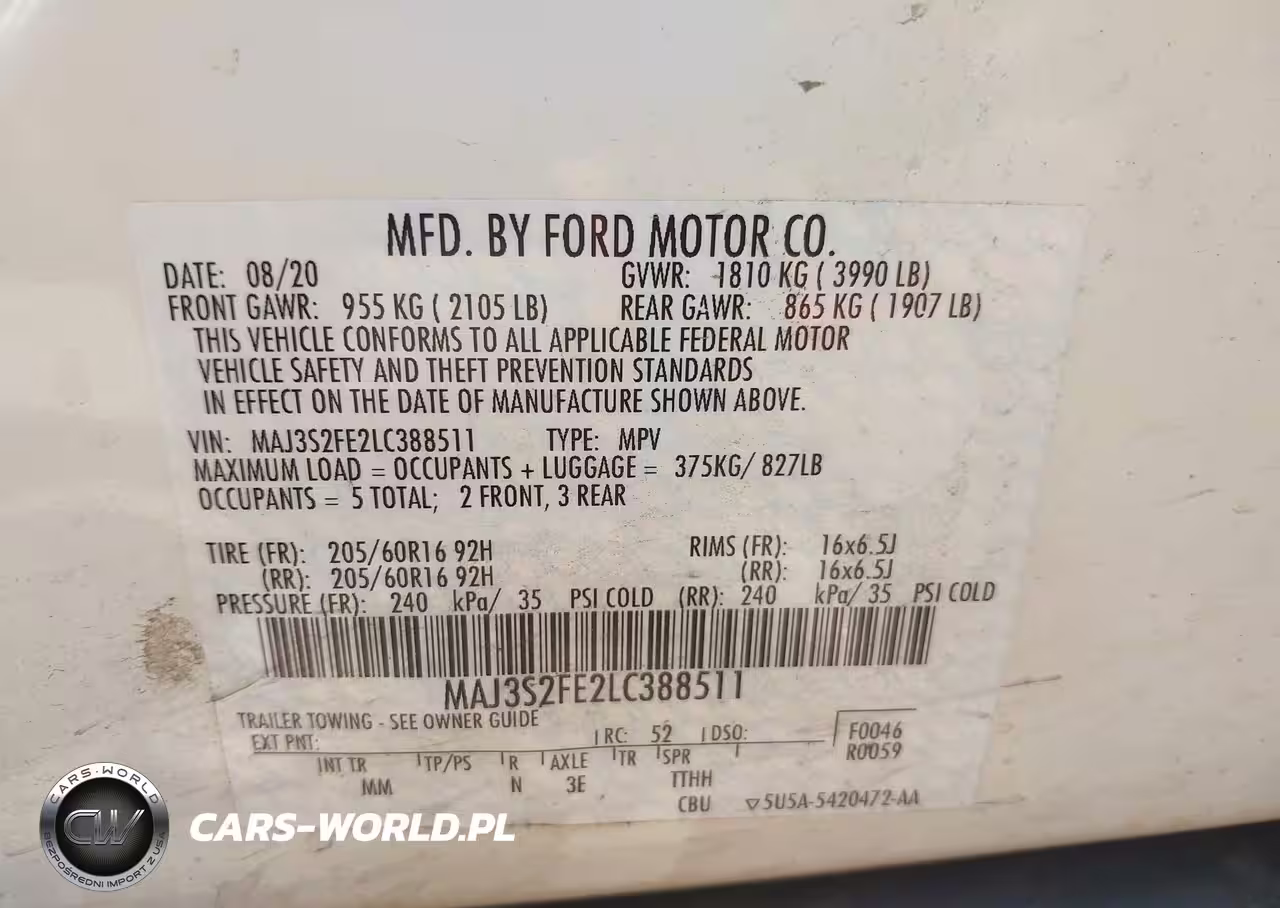 MFD. BY FORD MOTOR CO.
DATE: 08/20 GVWR: 1810 KG ( 3990 LB)
FRONT GAWR: 955 KG ( 2105 LB) REAR GAWR: 865 KG ( 1907 LB)
THIS VEHICLE CONFORMS TO ALL APPLICABLE FEDERAL MOTOR
VEHICLE SAFETY AND THEFT PREVENTION STANDARDS
IN EFFECT ON THE DATE OF MANUFACTURE SHOWN ABOVE.
VIN: MAJ3S2FE2LC388511 TYPE: MPV
MAXIMUM LOAD = OCCUPANTS + LUGGAGE = 375KG/ 827LB
OCCUPANTS = 5 TOTAL; 2 FRONT, 3 REAR
TIRE (FR): 205/60R16 92H RIMS (FR): 16x6.5J
(RR): 205/60R16 92H (RR): 16x6.5J
PRESSURE (FR): 240 kPa/ 35 PSI COLD (RR): 240 kPa/ 35 PSI COLD
MAJ3S2FE2LC388511
TRAILER TOWING - SEE OWNER GUIDE
EXT PNT: RC: 52 DSO: F0046
R0059
INT TR TP/PS R AXLE TR SPR
MM N 3E TTHH
CBU ▽5U5A-5420472-AA
CARS-WORLD
CW
BEZPOŚREDNI IMPORT Z USA
CARS-WORLD.PL